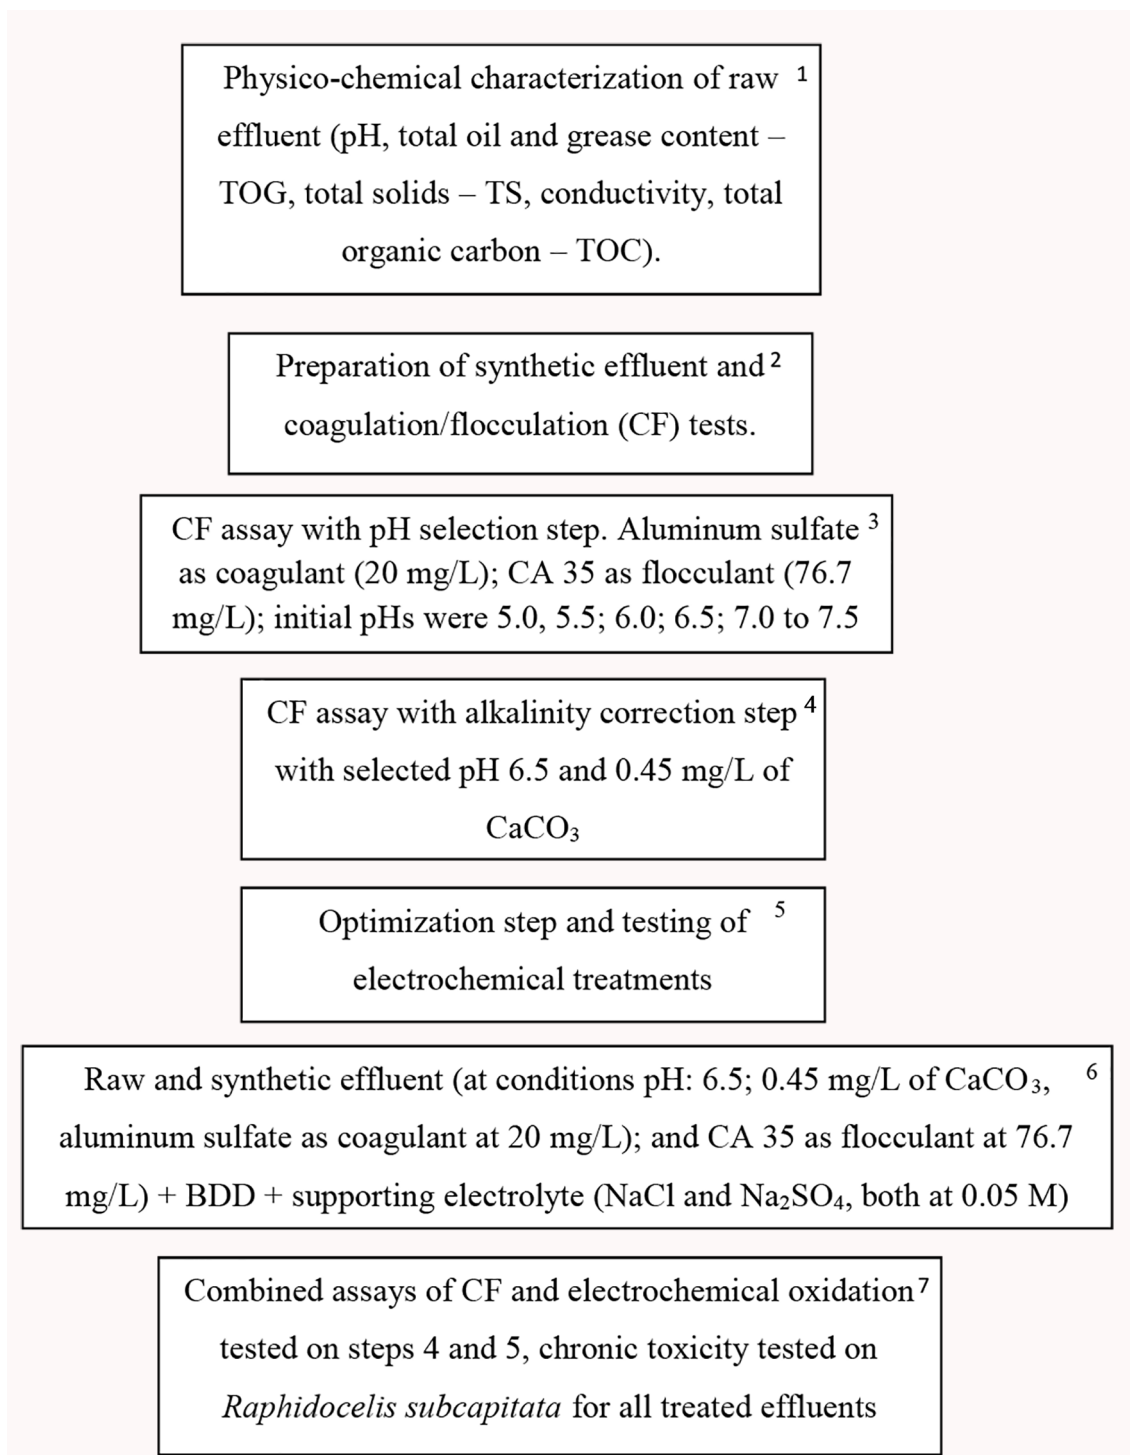 Physico-chemical characterization of raw 1
effluent (pH, total oil and grease content –
TOG, total solids – TS, conductivity, total
organic carbon – TOC).
Preparation of synthetic effluent and 2
coagulation/flocculation (CF) tests.
CF assay with pH selection step. Aluminum sulfate 3
as coagulant (20 mg/L); CA 35 as flocculant (76.7
mg/L); initial pHs were 5.0, 5.5; 6.0; 6.5; 7.0 to 7.5
CF assay with alkalinity correction step 4
with selected pH 6.5 and 0.45 mg/L of
CaCO₃
Optimization step and testing of 5
electrochemical treatments
Raw and synthetic effluent (at conditions pH: 6.5; 0.45 mg/L of CaCO₃, 6
aluminum sulfate as coagulant at 20 mg/L); and CA 35 as flocculant at 76.7
mg/L) + BDD + supporting electrolyte (NaCl and Na₂SO₄, both at 0.05 M)
Combined assays of CF and electrochemical oxidation 7
tested on steps 4 and 5, chronic toxicity tested on
Raphidocelis subcapitata for all treated effluents